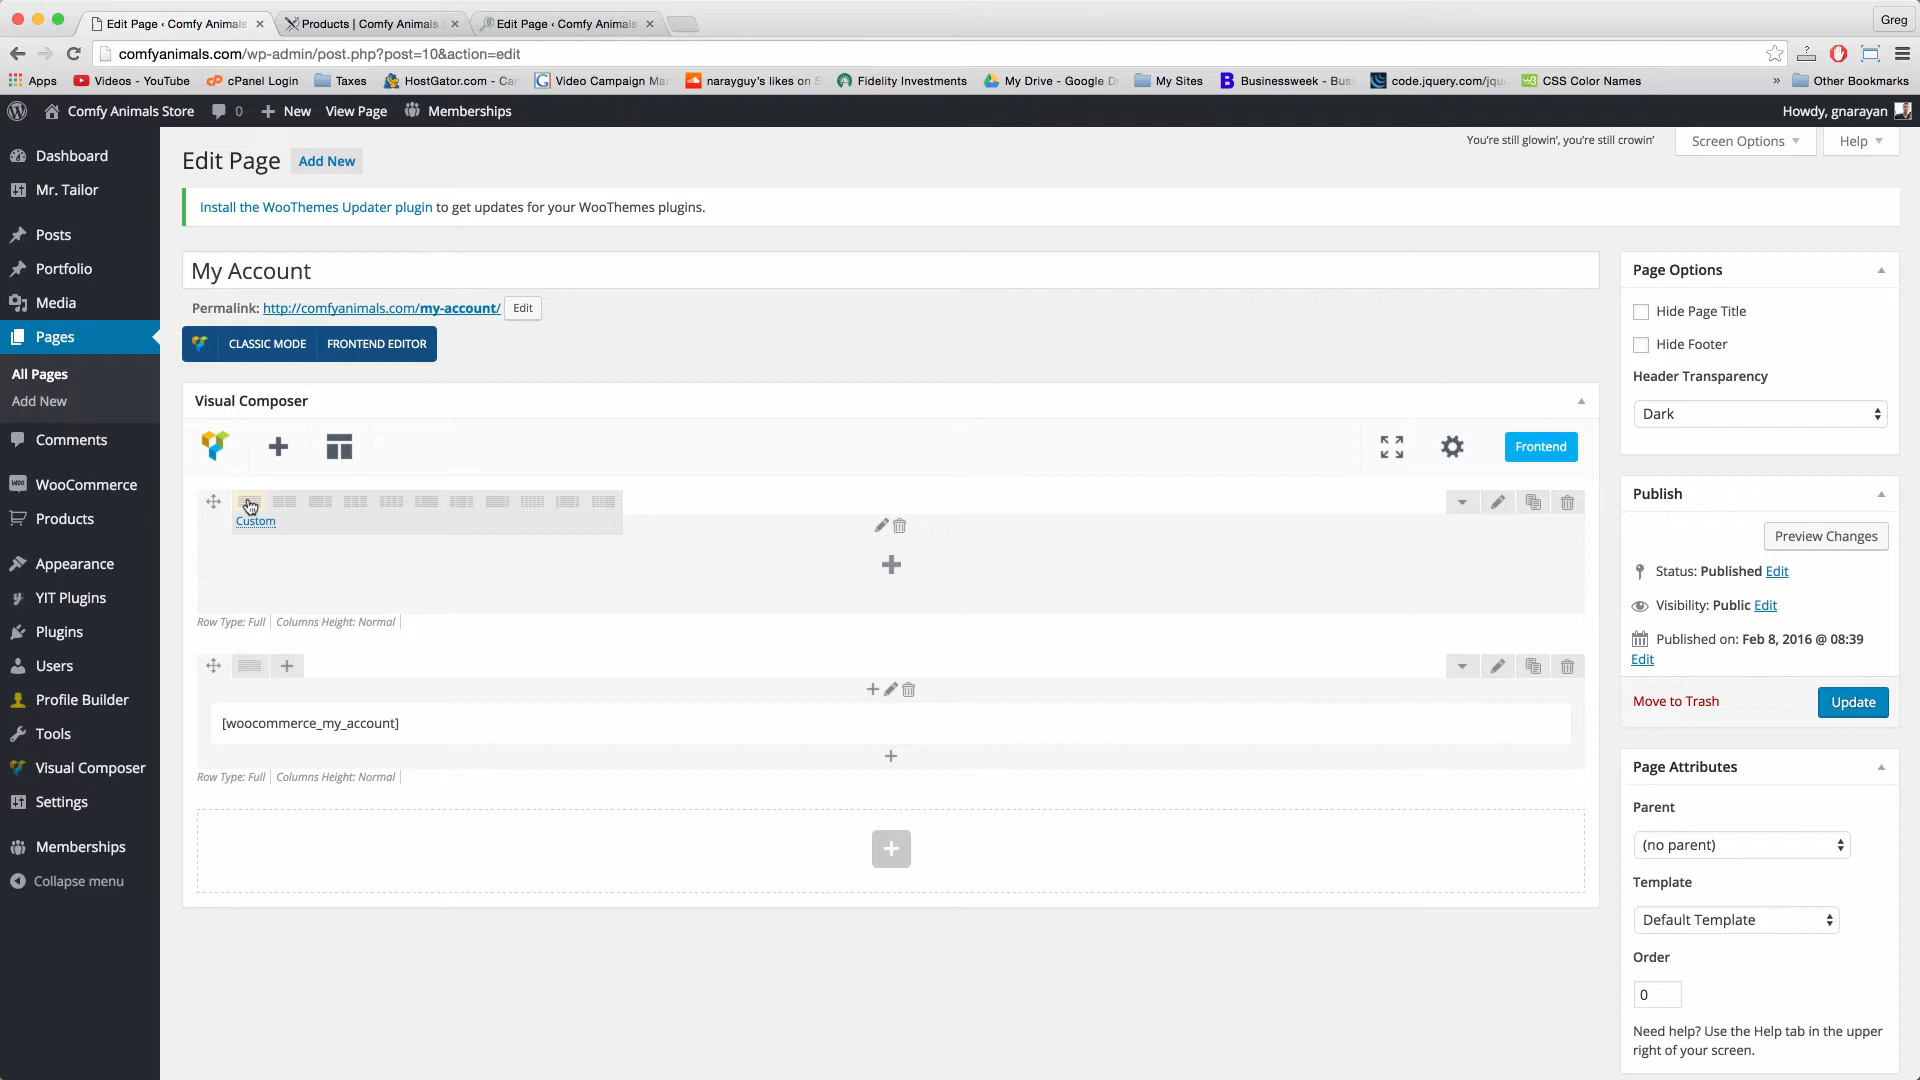 Edit Page ‹ Comfy Animals
Products | Comfy Animals
Edit Page ‹ Comfy Animals
Greg
comfyanimals.com/wp-admin/post.php?post=10&action=edit
Apps
Videos - YouTube
cPanel Login
Taxes
HostGator.com - Car
Video Campaign Mar
narayguy's likes on S
Fidelity Investments
My Drive - Google D
My Sites
Businessweek - Bus
code.jquery.com/jqu
CSS Color Names
»
Other Bookmarks
Comfy Animals Store
0
New
View Page
Memberships
Howdy, gnarayan
Dashboard
Mr. Tailor
Posts
Portfolio
Media
Pages
All Pages
Add New
Comments
WooCommerce
Products
Appearance
YIT Plugins
Plugins
Users
Profile Builder
Tools
Visual Composer
Settings
Memberships
Collapse menu
You're still glowin', you're still crowin'
Screen Options
Help
Edit Page
Add New
Install the WooThemes Updater plugin to get updates for your WooThemes plugins.
My Account
Permalink: http://comfyanimals.com/my-account/
Edit
CLASSIC MODE
FRONTEND EDITOR
Visual Composer
Frontend
Custom
Row Type: Full
Columns Height: Normal
[woocommerce_my_account]
Row Type: Full
Columns Height: Normal
Page Options
Hide Page Title
Hide Footer
Header Transparency
Dark
Publish
Preview Changes
Status: Published Edit
Visibility: Public Edit
Published on: Feb 8, 2016 @ 08:39
Edit
Move to Trash
Update
Page Attributes
Parent
(no parent)
Template
Default Template
Order
0
Need help? Use the Help tab in the upper
right of your screen.